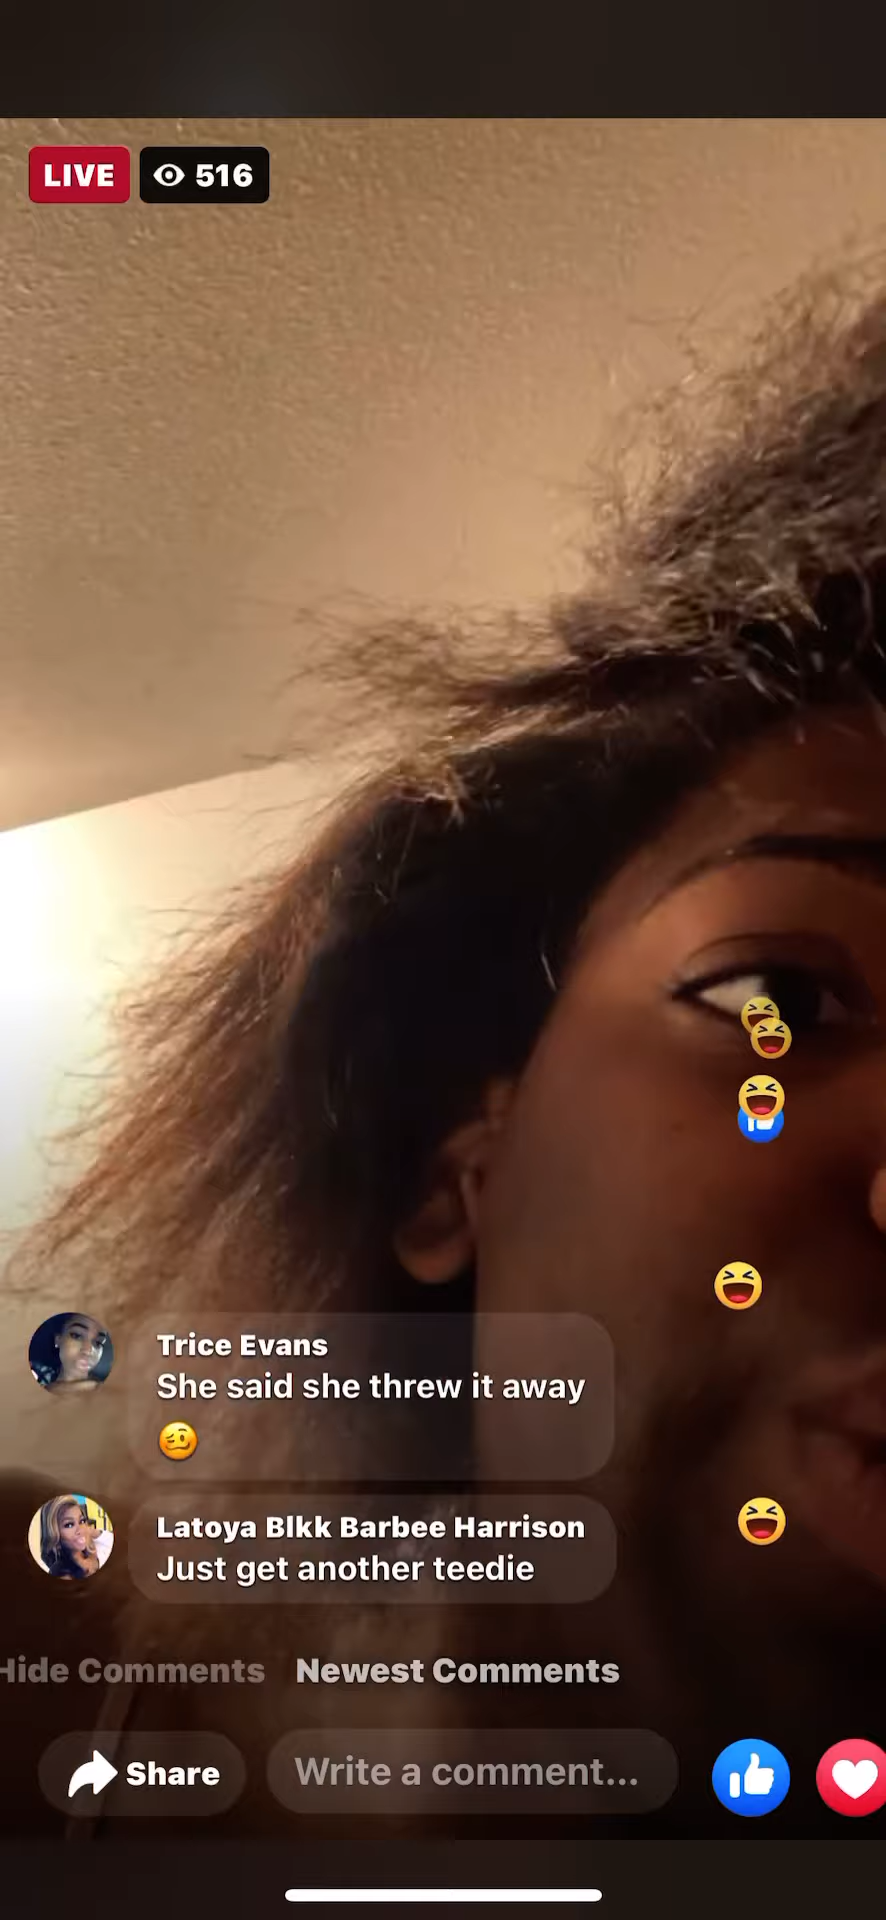 LIVE 516
Trice Evans
She said she threw it away
🥴
Latoya Blkk Barbee Harrison
Just get another teedie
Hide Comments Newest Comments
Share Write a comment...